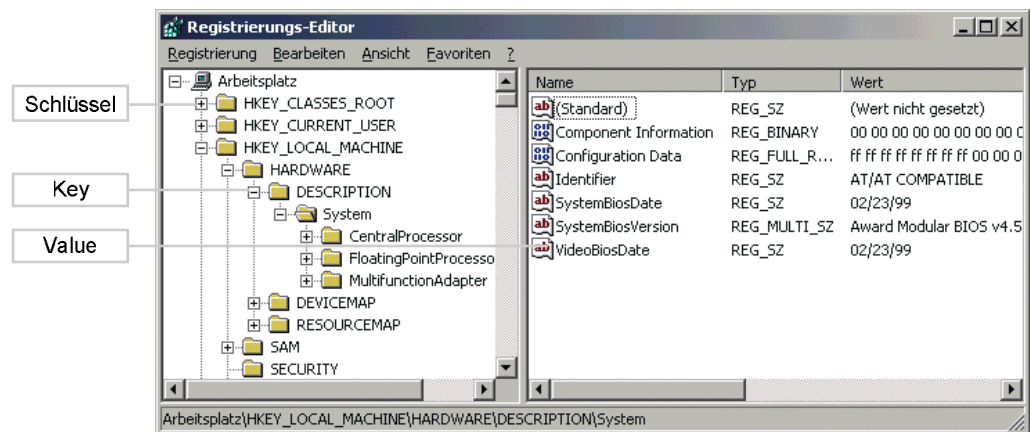 Registrierungs-Editor
Registrierung Bearbeiten Ansicht Favoriten ?
Schlüssel
Key
Value
Arbeitsplatz
HKEY_CLASSES_ROOT
HKEY_CURRENT_USER
HKEY_LOCAL_MACHINE
HARDWARE
DESCRIPTION
System
CentralProcessor
FloatingPointProcesso
MultifunctionAdapter
DEVICEMAP
RESOURCEMAP
SAM
SECURITY
Name Typ Wert
(Standard) REG_SZ (Wert nicht gesetzt)
Component Information REG_BINARY 00 00 00 00 00 00 00 00 0
Configuration Data REG_FULL_R... ff ff ff ff ff ff ff ff 00 00 0
Identifier REG_SZ AT/AT COMPATIBLE
SystemBiosDate REG_SZ 02/23/99
SystemBiosVersion REG_MULTI_SZ Award Modular BIOS v4.5
VideoBiosDate REG_SZ 02/23/99
Arbeitsplatz\HKEY_LOCAL_MACHINE\HARDWARE\DESCRIPTION\System